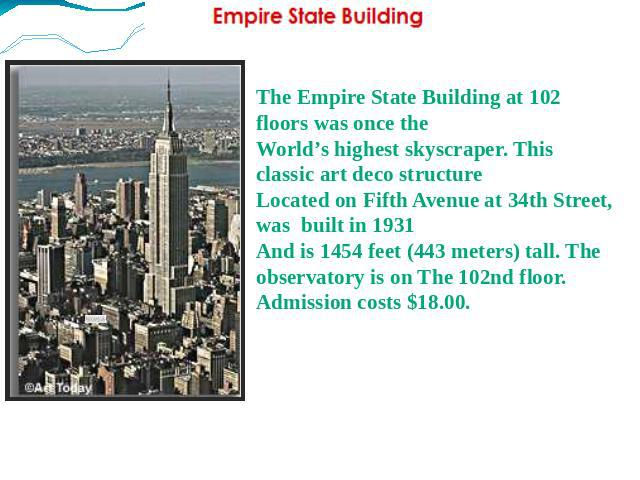 Empire State Building
The Empire State Building at 102
floors was once the
World’s highest skyscraper. This
classic art deco structure
Located on Fifth Avenue at 34th Street,
was  built in 1931
And is 1454 feet (443 meters) tall. The
observatory is on The 102nd floor.
Admission costs $18.00.
©Art Today